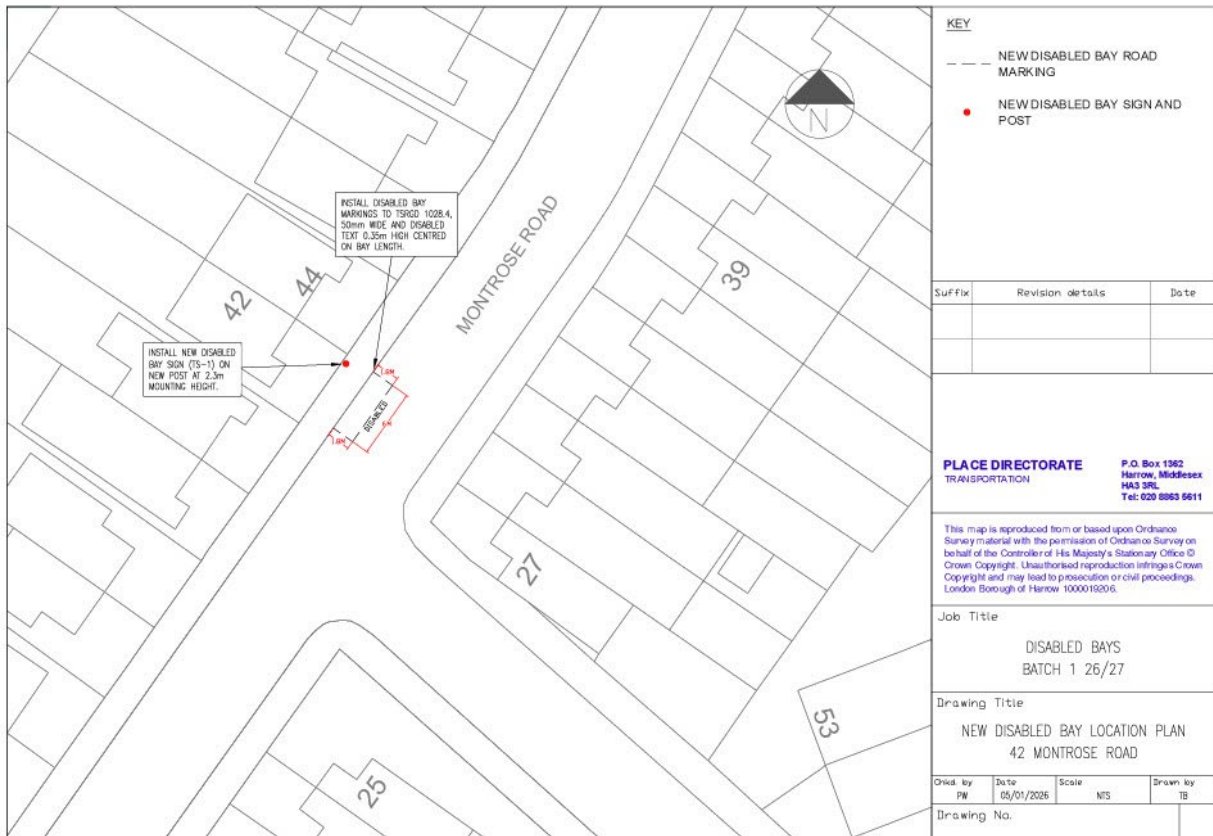 INSTALL DISABLED BAY
MARKINGS TO TSRGD 1028.4,
50mm WIDE AND DISABLED
TEXT 0.35m HIGH CENTRED
ON BAY LENGTH.
MONTROSE ROAD
N
42
44
39
INSTALL NEW DISABLED
BAY SIGN (TS-1) ON
NEW POST AT 2.3m
MOUNTING HEIGHT.
1.8M
DISABLED
6M
1.8M
27
25
53
KEY
NEW DISABLED BAY ROAD
MARKING
NEW DISABLED BAY SIGN AND
POST
Suffix Revision details Date
PLACE DIRECTORATE
TRANSPORTATION
P.O. Box 1362
Harrow, Middlesex
HA3 3RL
Tel: 020 8863 5611
This map is reproduced from or based upon Ordnance
Survey material with the permission of Ordnance Survey on
behalf of the Controller of His Majesty's Stationary Office ©
Crown Copyright. Unauthorised reproduction infringes Crown
Copyright and may lead to prosecution or civil proceedings.
London Borough of Harrow 1000019206.
Job Title
DISABLED BAYS
BATCH 1 26/27
Drawing Title
NEW DISABLED BAY LOCATION PLAN
42 MONTROSE ROAD
Chkd. by Date Scale Drawn by
PW 05/01/2026 NTS TB
Drawing No.